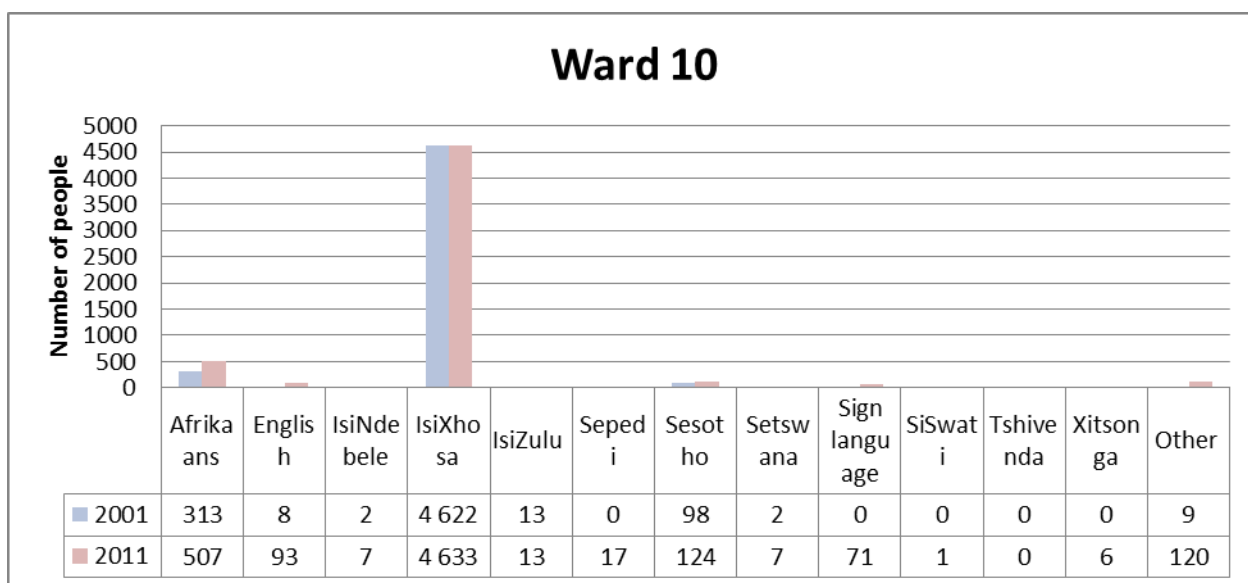 Ward 10
Number of people
5000
4500
4000
3500
3000
2500
2000
1500
1000
500
0
Afrika
ans
Englis
h
IsiNde
bele
IsiXho
sa
IsiZulu
Seped
i
Sesot
ho
Setsw
ana
Sign
langu
age
SiSwat
i
Tshive
nda
Xitson
ga
Other
2001 313 8 2 4 622 13 0 98 2 0 0 0 0 9
2011 507 93 7 4 633 13 17 124 7 71 1 0 6 120